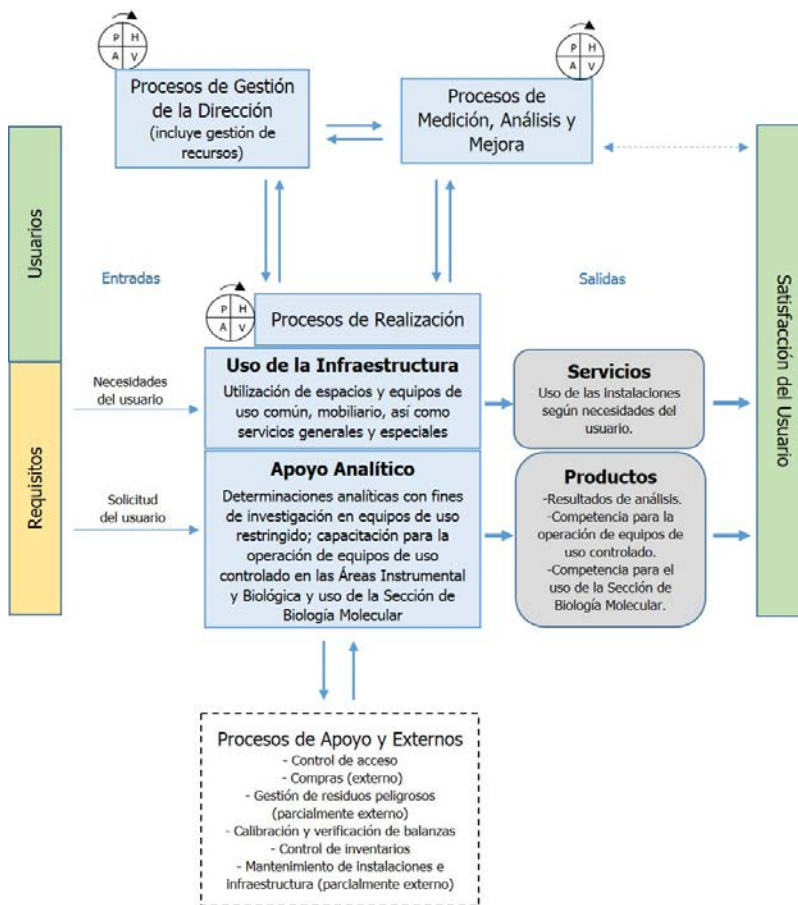 P H
A V
Procesos de Gestión
de la Dirección
(incluye gestión de
recursos)
P H
A V
Procesos de
Medición, Análisis y
Mejora
Usuarios
Requisitos
Entradas
Salidas
Satisfacción del Usuario
P H
A V
Procesos de Realización
Necesidades
del usuario
Uso de la Infraestructura
Utilización de espacios y equipos de
uso común, mobiliario, así como
servicios generales y especiales
Servicios
Uso de las instalaciones
según necesidades del
usuario.
Solicitud
del usuario
Apoyo Analítico
Determinaciones analíticas con fines
de investigación en equipos de uso
restringido; capacitación para la
operación de equipos de uso
controlado en las Áreas Instrumental
y Biológica y uso de la Sección de
Biología Molecular
Productos
-Resultados de análisis.
-Competencia para la
operación de equipos de
uso controlado.
-Competencia para el
uso de la Sección de
Biología Molecular.
Procesos de Apoyo y Externos
- Control de acceso
- Compras (externo)
- Gestión de residuos peligrosos
(parcialmente externo)
- Calibración y verificación de balanzas
- Control de inventarios
- Mantenimiento de instalaciones e
infraestructura (parcialmente externo)